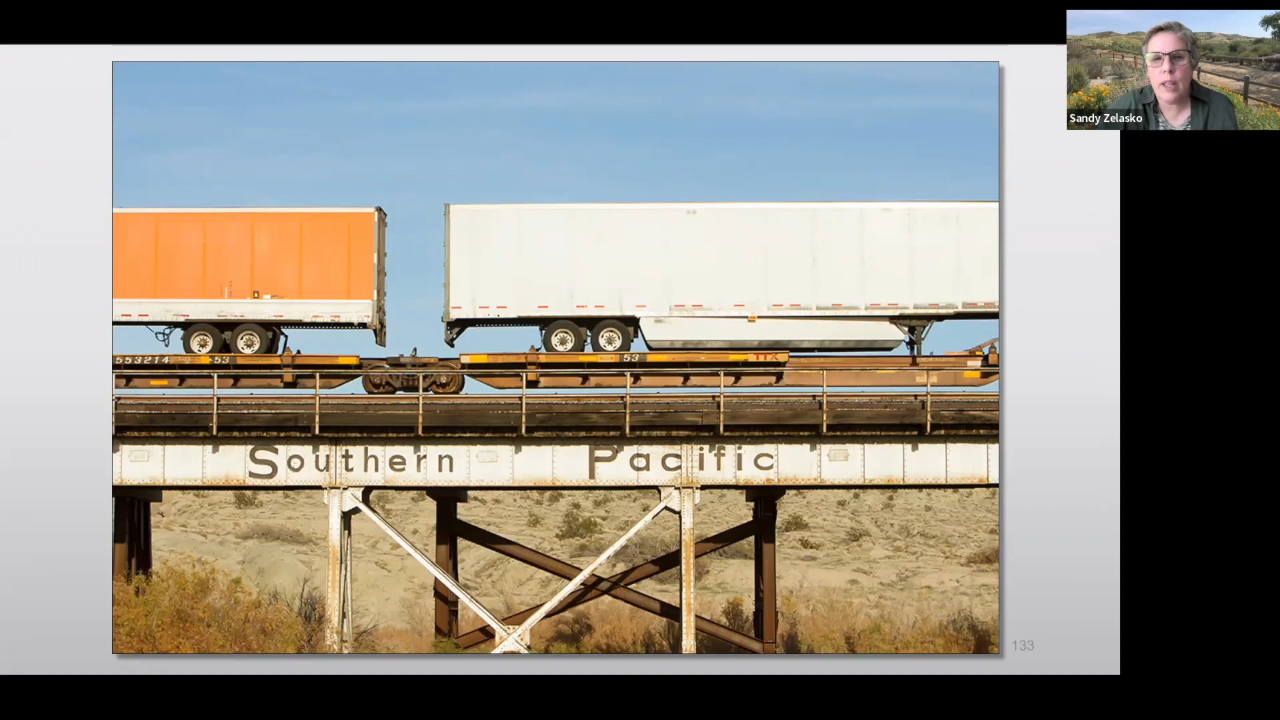 Sandy Zelasko
553214 53
53
TTX
Southern Pacific
133